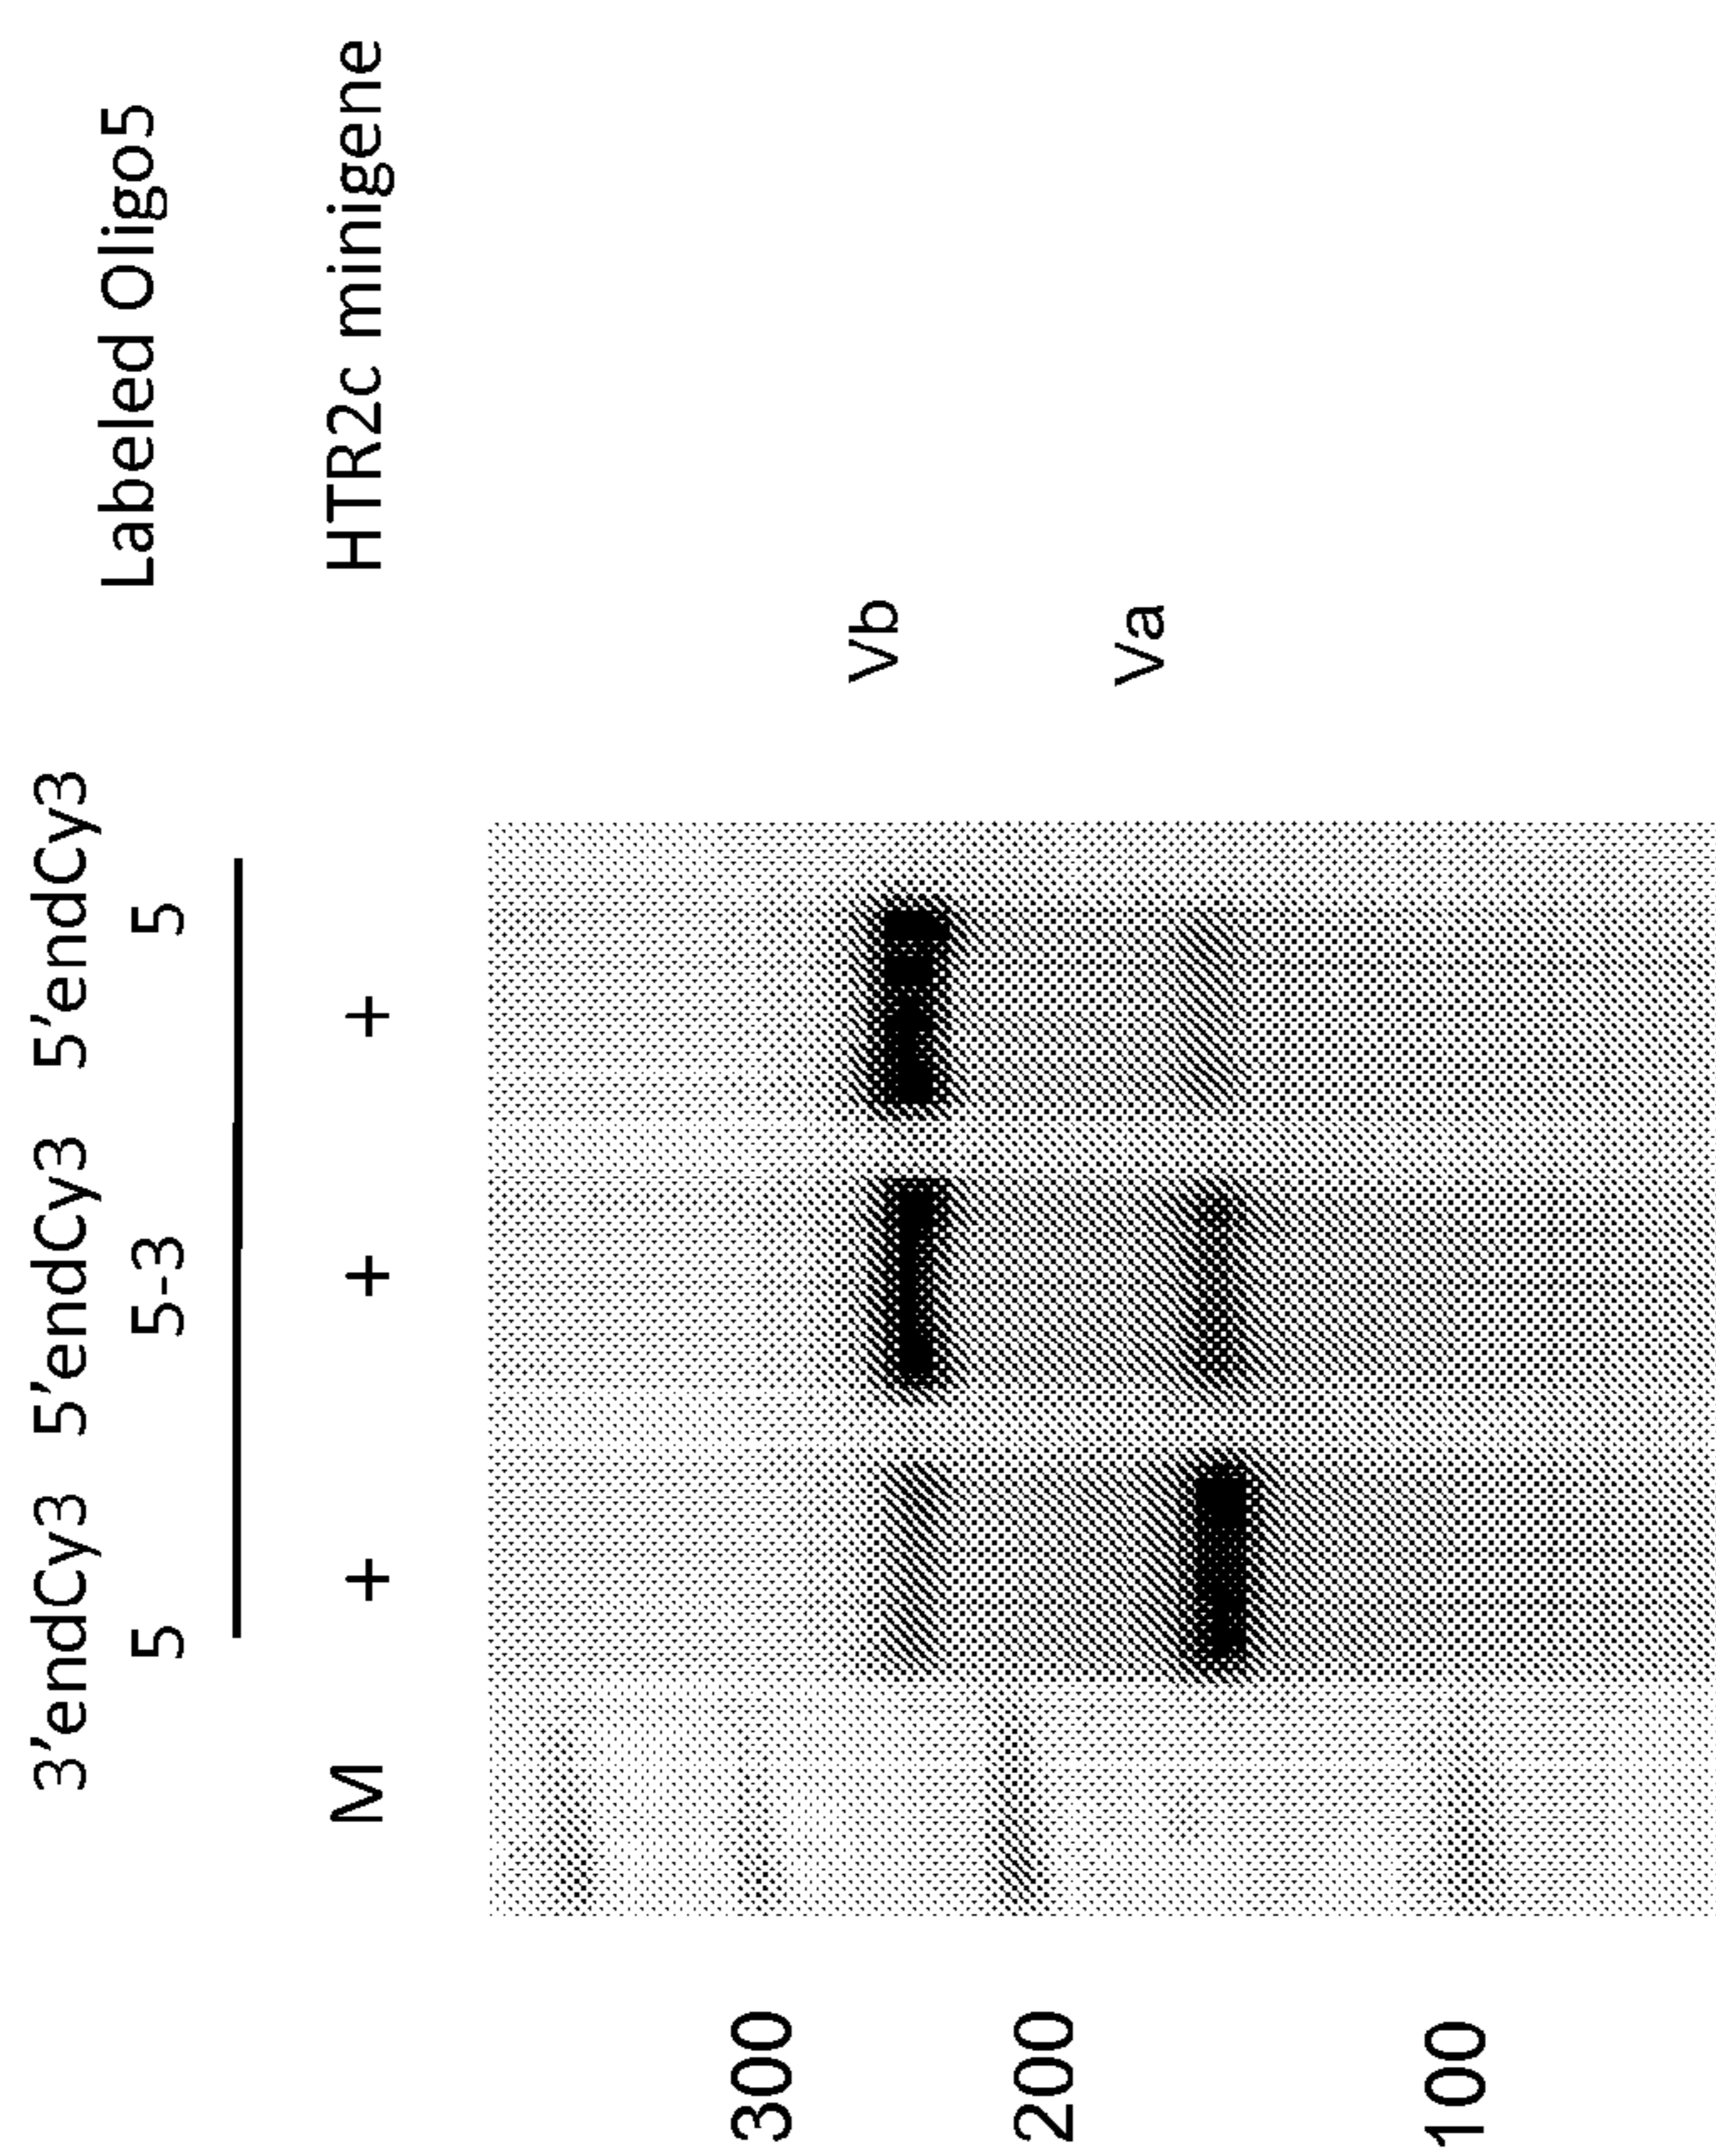 3'endCy3 5'endCy3 5'endCy3
5 5-3 5 Labeled Oligo5
M + + + HTR2c minigene
300
Vb
200
Va
100